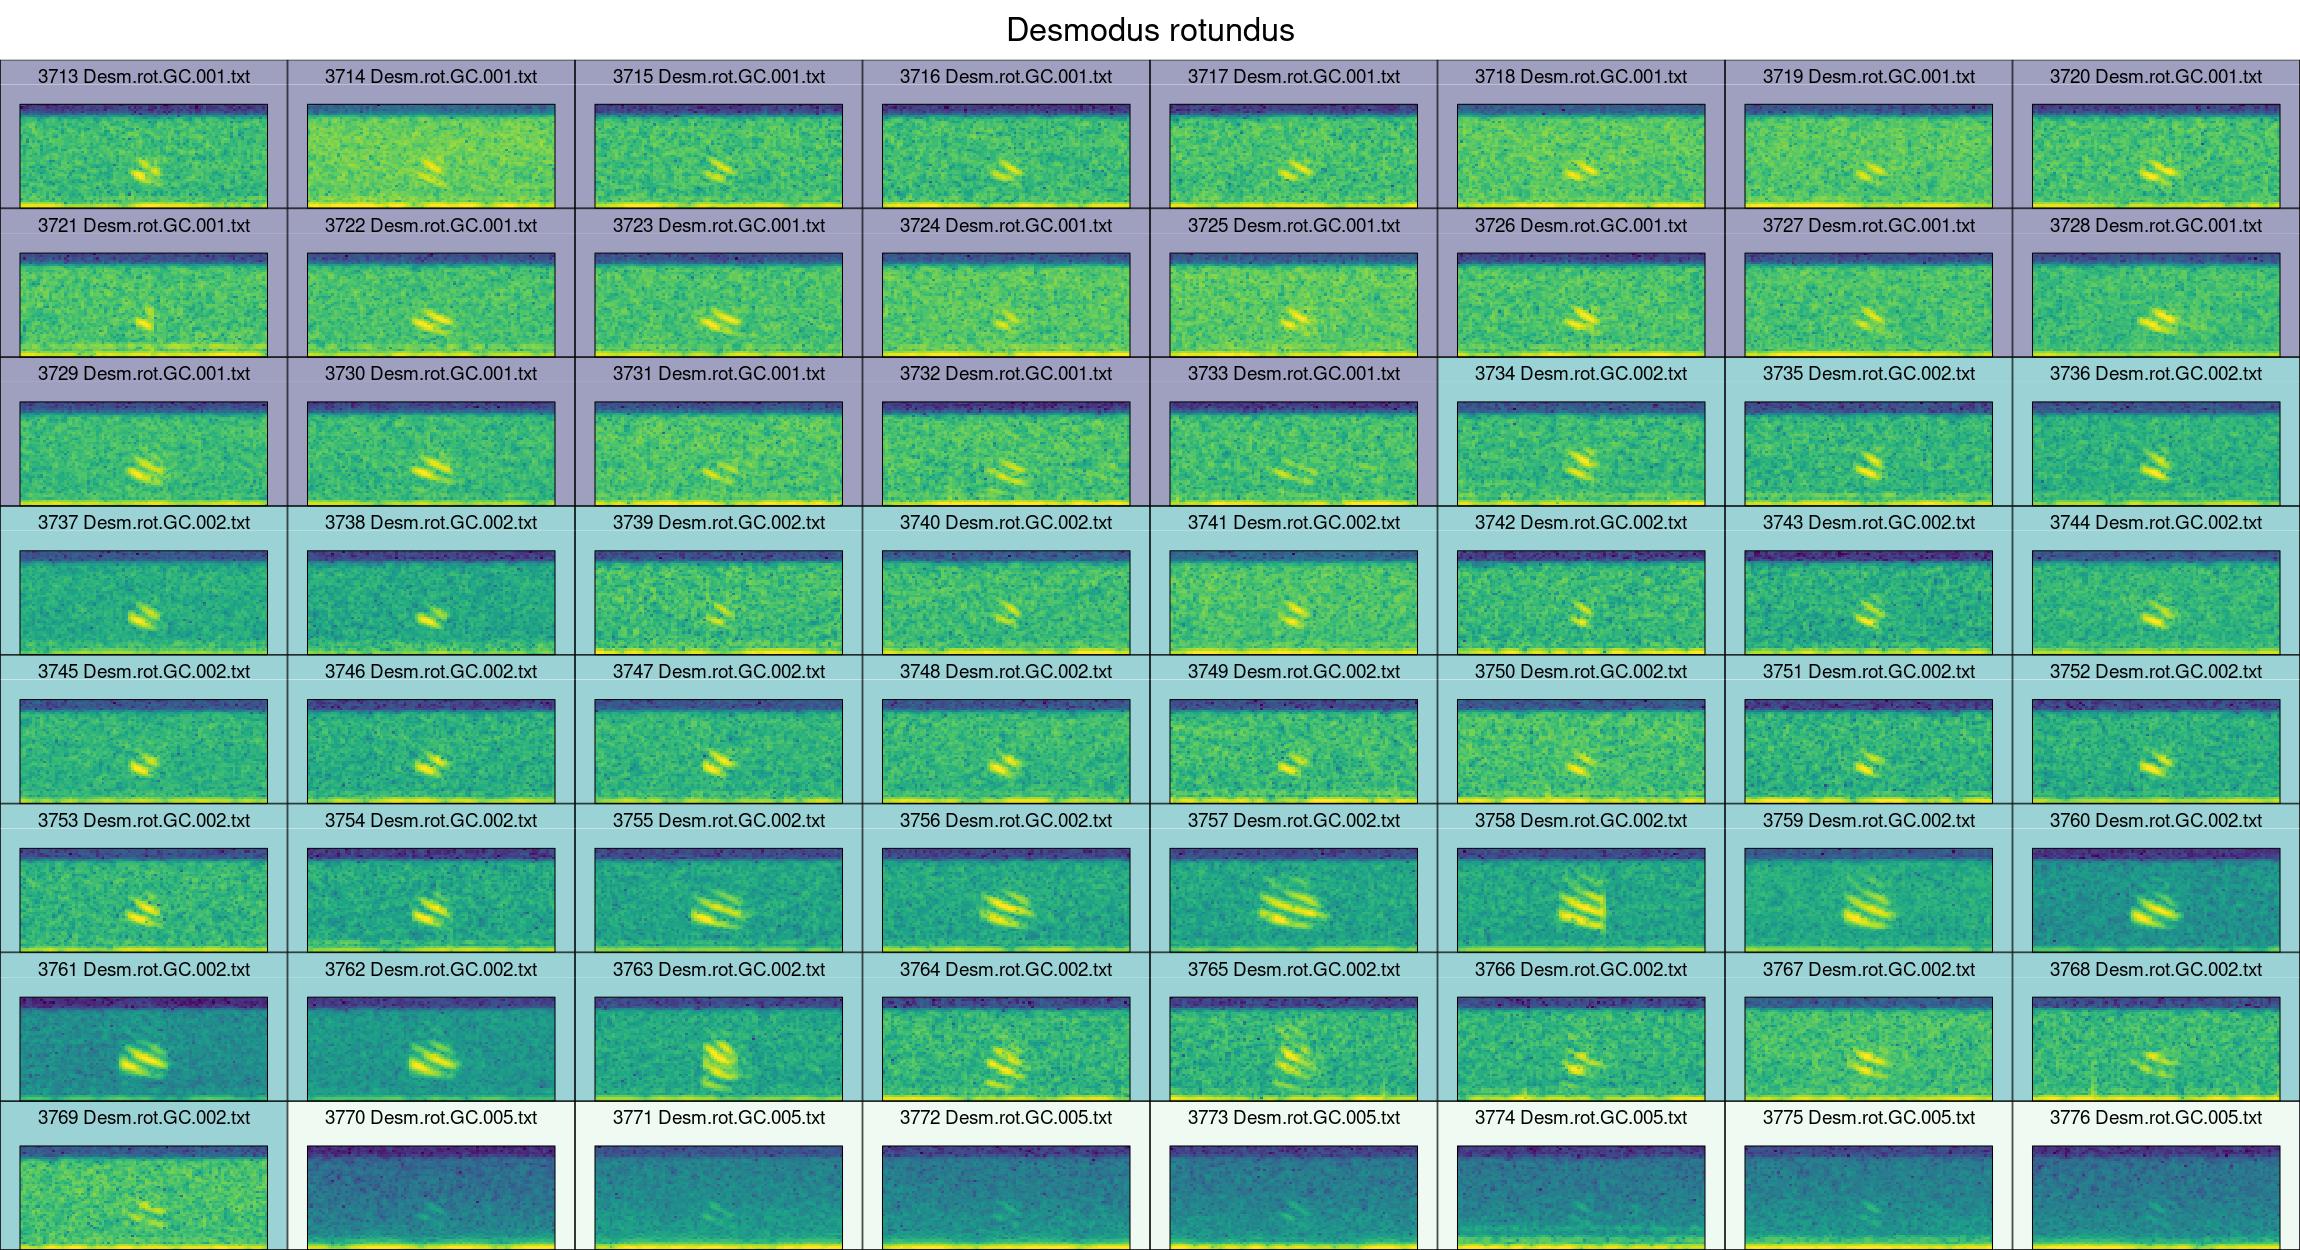 Desmodus rotundus
3713 Desm.rot.GC.001.txt 3714 Desm.rot.GC.001.txt 3715 Desm.rot.GC.001.txt 3716 Desm.rot.GC.001.txt 3717 Desm.rot.GC.001.txt 3718 Desm.rot.GC.001.txt 3719 Desm.rot.GC.001.txt 3720 Desm.rot.GC.001.txt
3721 Desm.rot.GC.001.txt 3722 Desm.rot.GC.001.txt 3723 Desm.rot.GC.001.txt 3724 Desm.rot.GC.001.txt 3725 Desm.rot.GC.001.txt 3726 Desm.rot.GC.001.txt 3727 Desm.rot.GC.001.txt 3728 Desm.rot.GC.001.txt
3729 Desm.rot.GC.001.txt 3730 Desm.rot.GC.001.txt 3731 Desm.rot.GC.001.txt 3732 Desm.rot.GC.001.txt 3733 Desm.rot.GC.001.txt 3734 Desm.rot.GC.002.txt 3735 Desm.rot.GC.002.txt 3736 Desm.rot.GC.002.txt
3737 Desm.rot.GC.002.txt 3738 Desm.rot.GC.002.txt 3739 Desm.rot.GC.002.txt 3740 Desm.rot.GC.002.txt 3741 Desm.rot.GC.002.txt 3742 Desm.rot.GC.002.txt 3743 Desm.rot.GC.002.txt 3744 Desm.rot.GC.002.txt
3745 Desm.rot.GC.002.txt 3746 Desm.rot.GC.002.txt 3747 Desm.rot.GC.002.txt 3748 Desm.rot.GC.002.txt 3749 Desm.rot.GC.002.txt 3750 Desm.rot.GC.002.txt 3751 Desm.rot.GC.002.txt 3752 Desm.rot.GC.002.txt
3753 Desm.rot.GC.002.txt 3754 Desm.rot.GC.002.txt 3755 Desm.rot.GC.002.txt 3756 Desm.rot.GC.002.txt 3757 Desm.rot.GC.002.txt 3758 Desm.rot.GC.002.txt 3759 Desm.rot.GC.002.txt 3760 Desm.rot.GC.002.txt
3761 Desm.rot.GC.002.txt 3762 Desm.rot.GC.002.txt 3763 Desm.rot.GC.002.txt 3764 Desm.rot.GC.002.txt 3765 Desm.rot.GC.002.txt 3766 Desm.rot.GC.002.txt 3767 Desm.rot.GC.002.txt 3768 Desm.rot.GC.002.txt
3769 Desm.rot.GC.002.txt 3770 Desm.rot.GC.005.txt 3771 Desm.rot.GC.005.txt 3772 Desm.rot.GC.005.txt 3773 Desm.rot.GC.005.txt 3774 Desm.rot.GC.005.txt 3775 Desm.rot.GC.005.txt 3776 Desm.rot.GC.005.txt